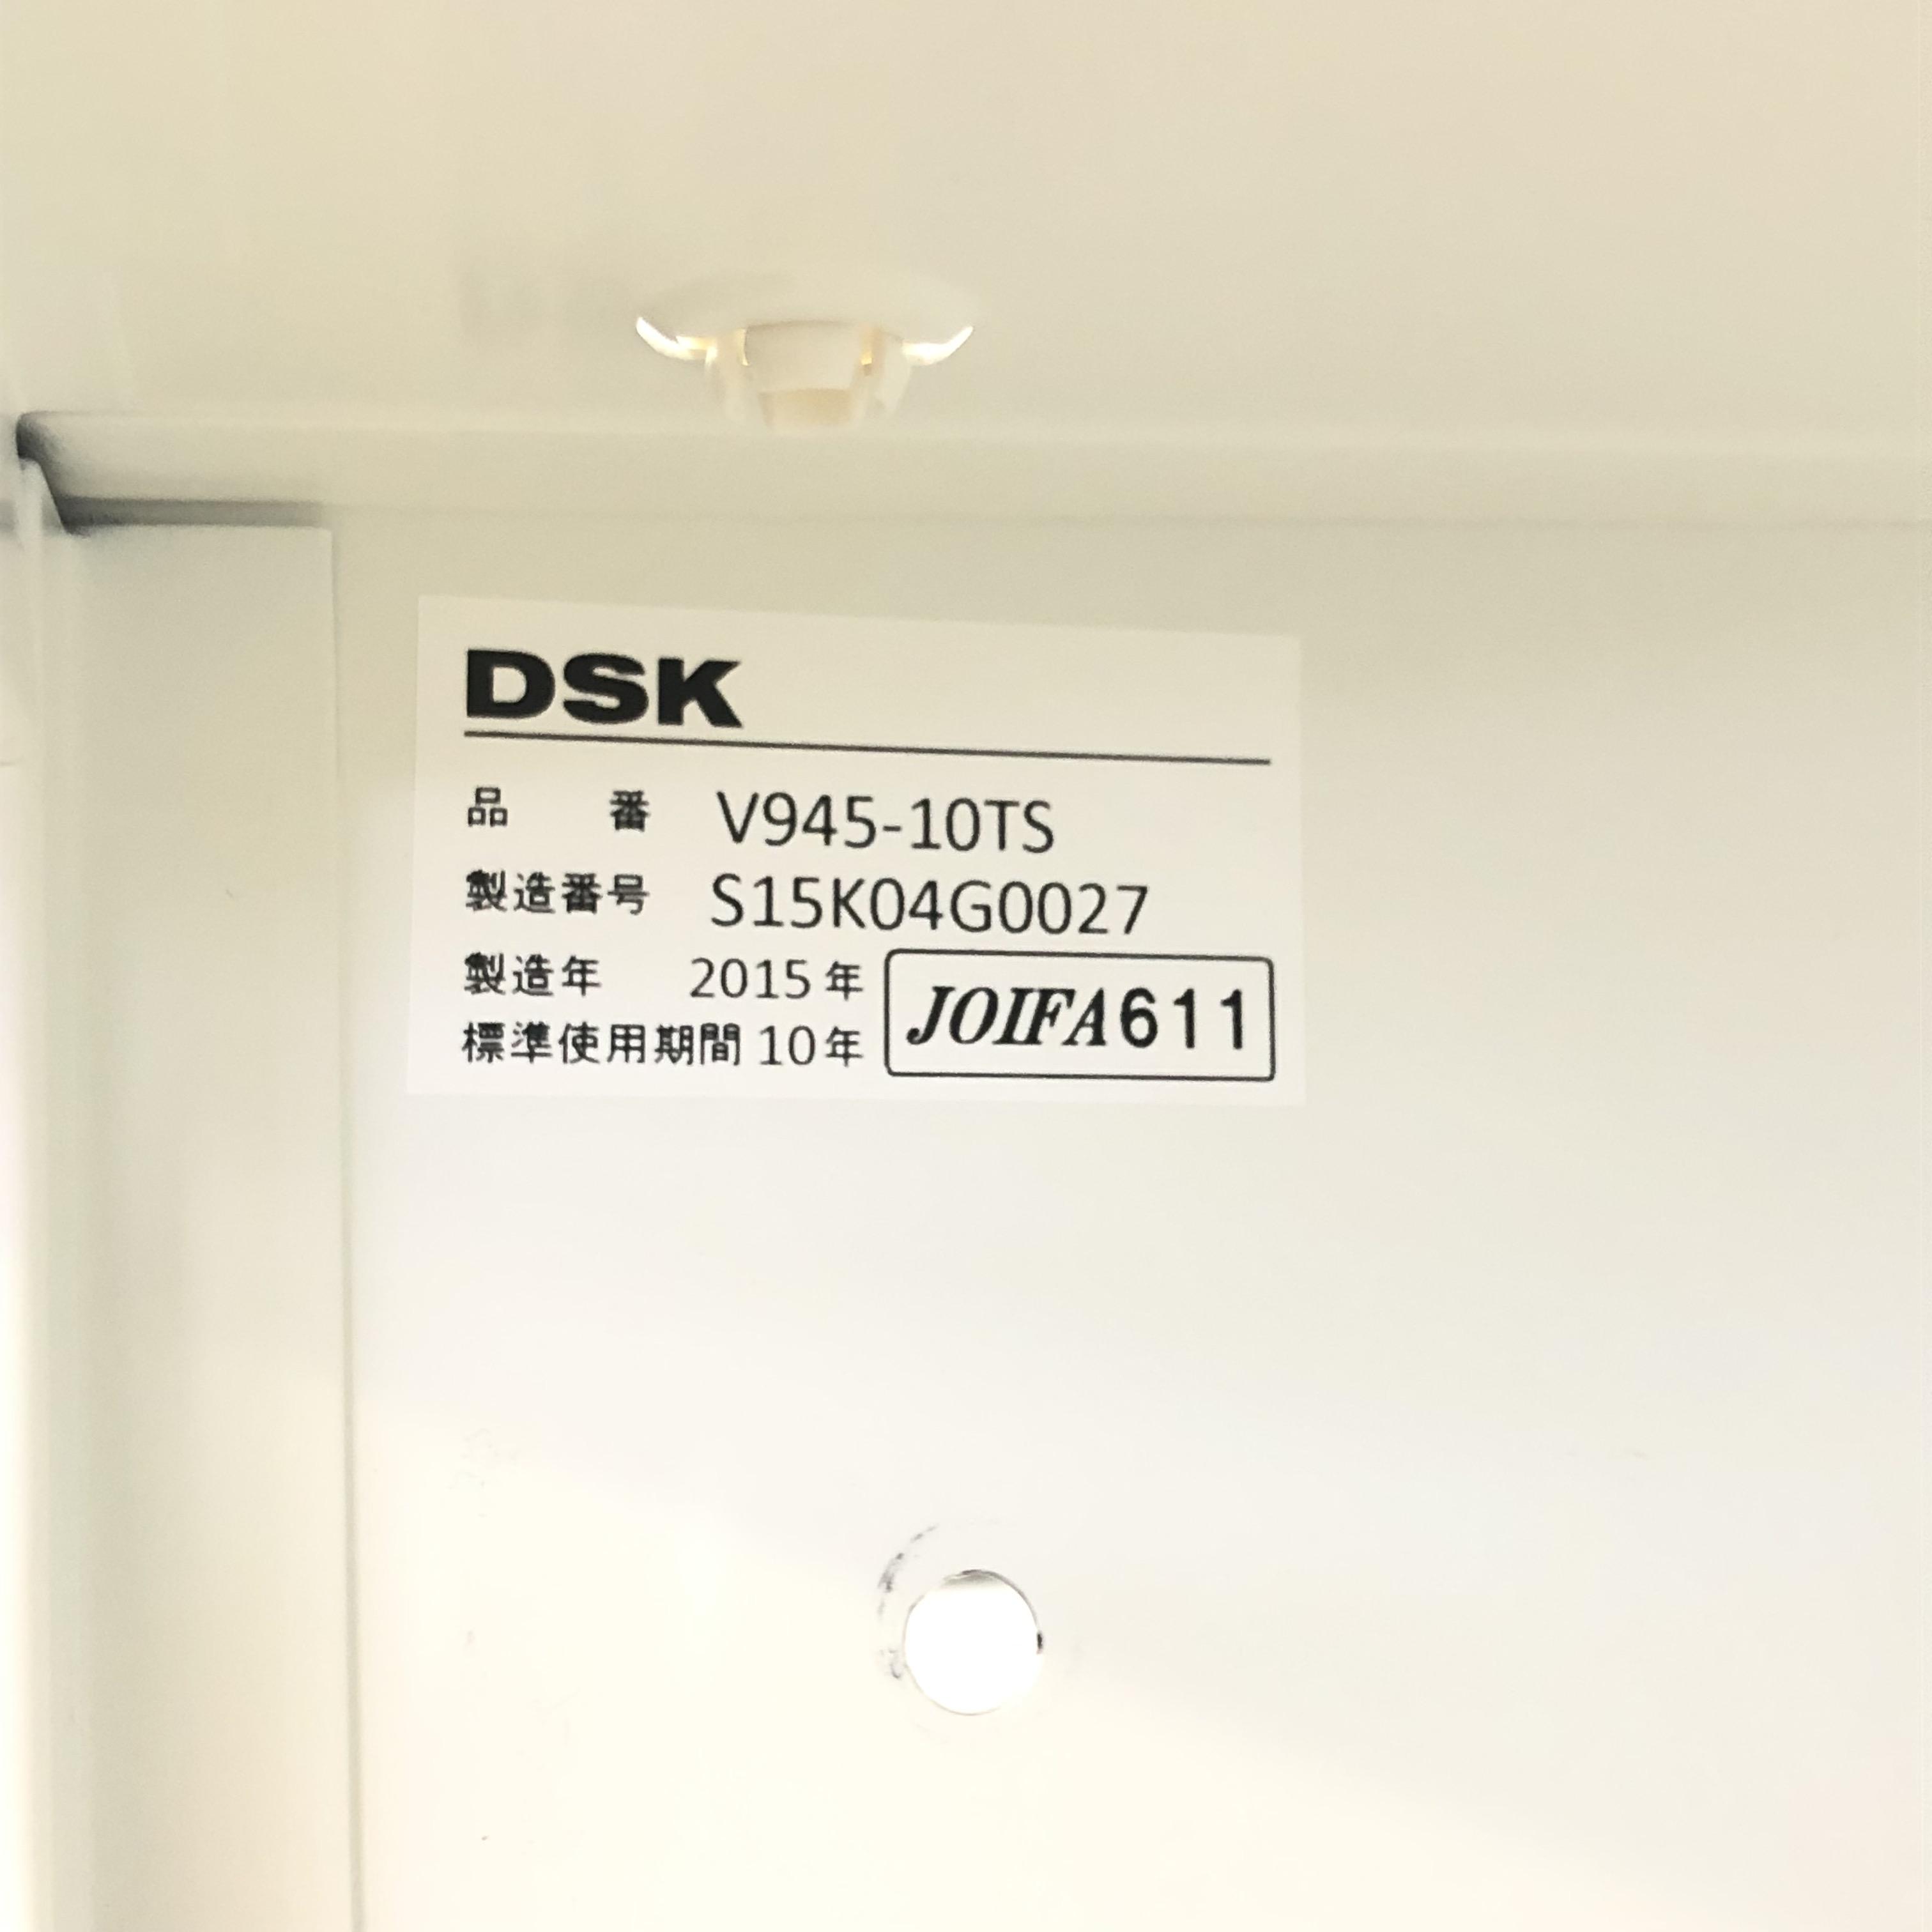 DSK
品　番 V945-10TS
製造番号 S15K04G0027
製造年 2015年
標準使用期間 10年
JOIFA611